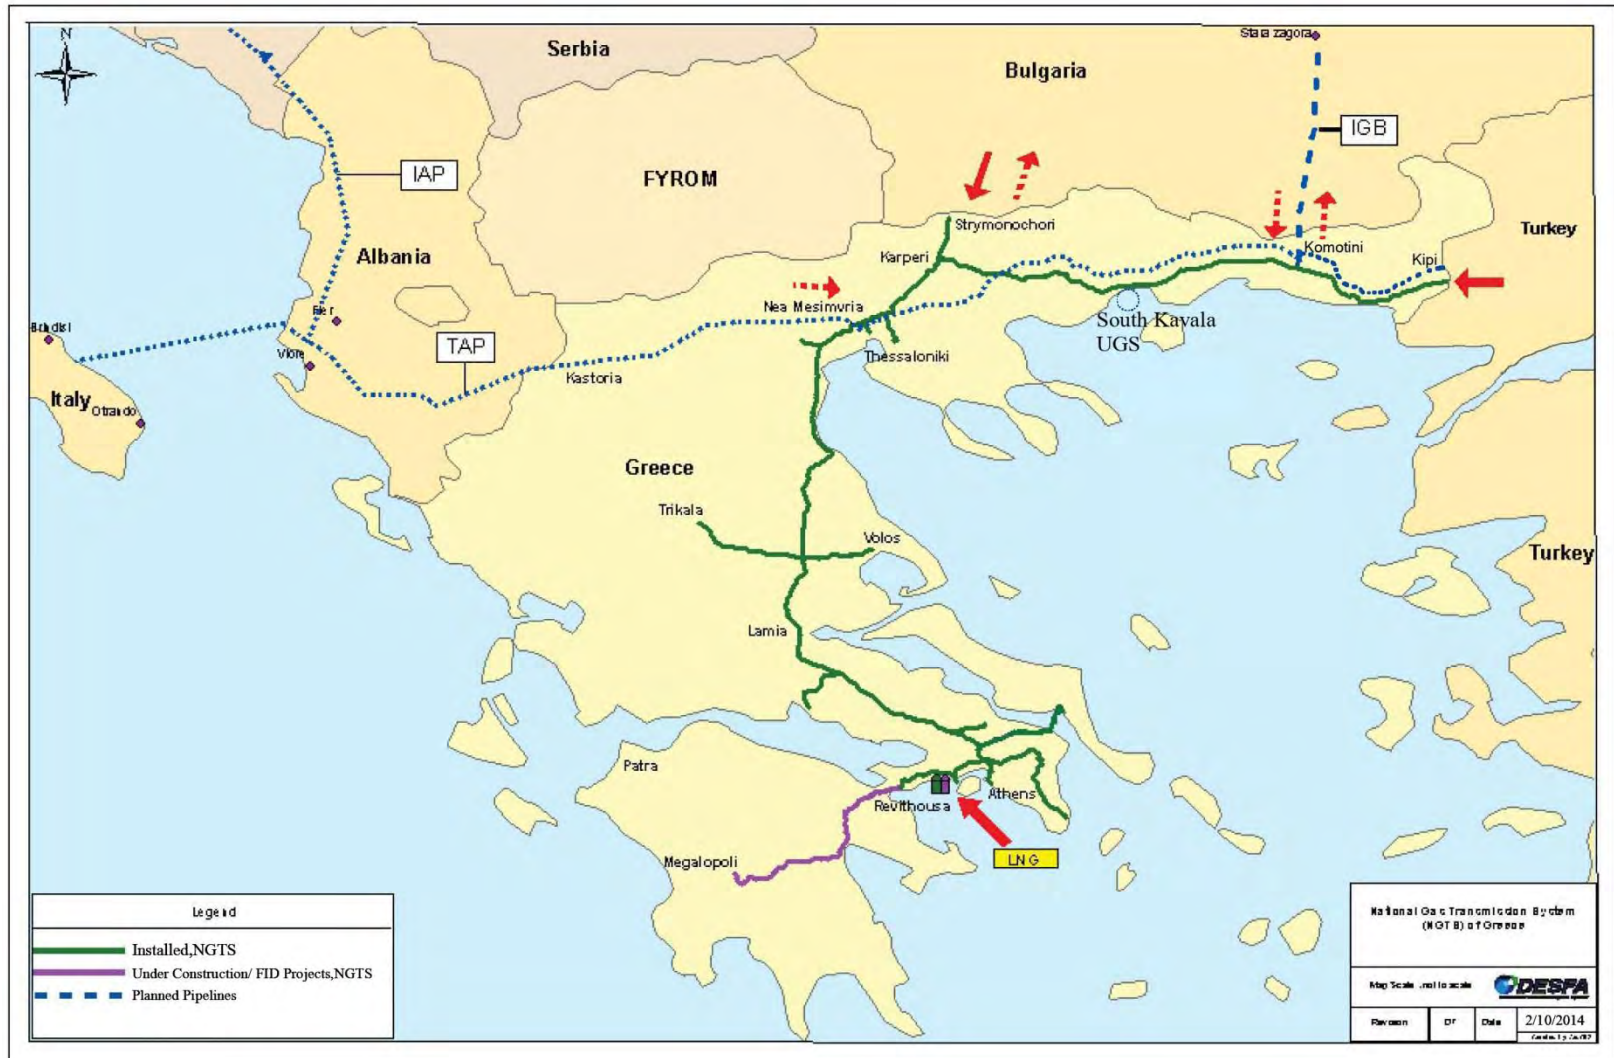 N
Serbia
Bulgaria
Stara zagora
IGB
IAP
FYROM
Strymonochori
Turkey
Albania
Karperi
Komotini
Kipi
Nea Mesimvria
Fier
South Kavala
UGS
Brindisi
TAP
Thessaloniki
Vlore
Kastoria
Italy
Otrando
Greece
Trikala
Volos
Turkey
Lamia
Patra
Revithousa
Athens
LNG
Megalopoli
Legend
Installed,NGTS
Under Construction/ FID Projects,NGTS
Planned Pipelines
National Gas Transmission System
(NGTS) of Greece
Map Scale :not to scale
DESFA
Revision
Of
Date
2/10/2014